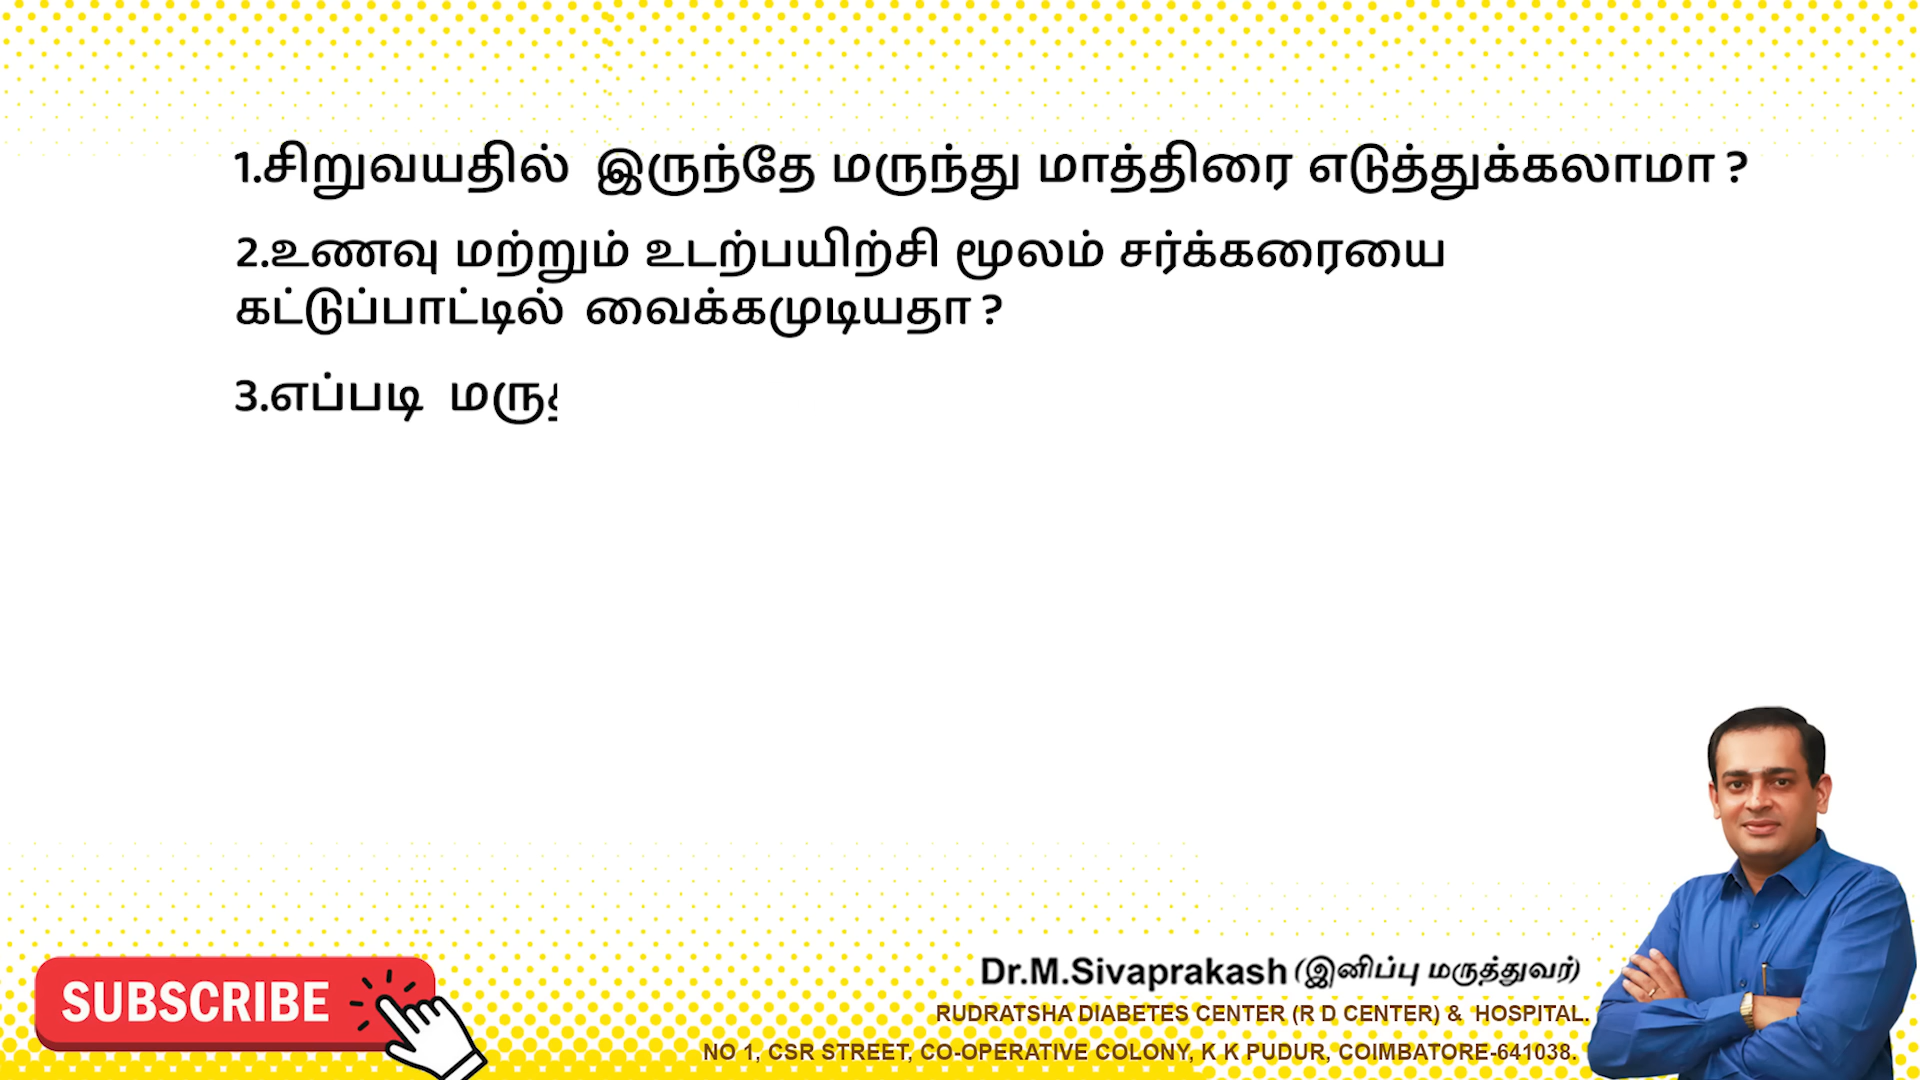 1.சிறுவயதில் இருந்தே மருந்து மாத்திரை எடுத்துக்கலாமா ?
2.உணவு மற்றும் உடற்பயிற்சி மூலம் சர்க்கரையை
கட்டுப்பாட்டில் வைக்கமுடியதா ?
3.எப்படி
Dr.M.Sivaprakash (இனிப்பு மருத்துவர்)
SUBSCRIBE
RUDRATSHA DIABETES CENTER (R D CENTER) & HOSPITAL.
NO 1, CSR STREET, CO-OPERATIVE COLONY, K K PUDUR, COIMBATORE-641038.